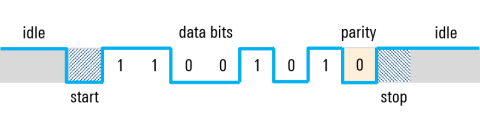 idle data bits parity idle
1 1 0 0 1 0 1 0
start stop